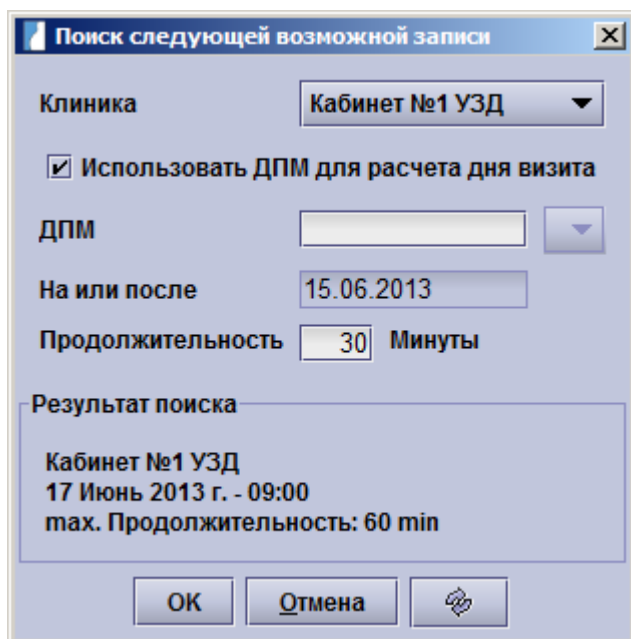 Поиск следующей возможной записи
Клиника Кабинет №1 УЗД
Использовать ДПМ для расчета дня визита
ДПМ
На или после 15.06.2013
Продолжительность 30 Минуты
Результат поиска
Кабинет №1 УЗД
17 Июнь 2013 г. - 09:00
max. Продолжительность: 60 min
ОК Отмена